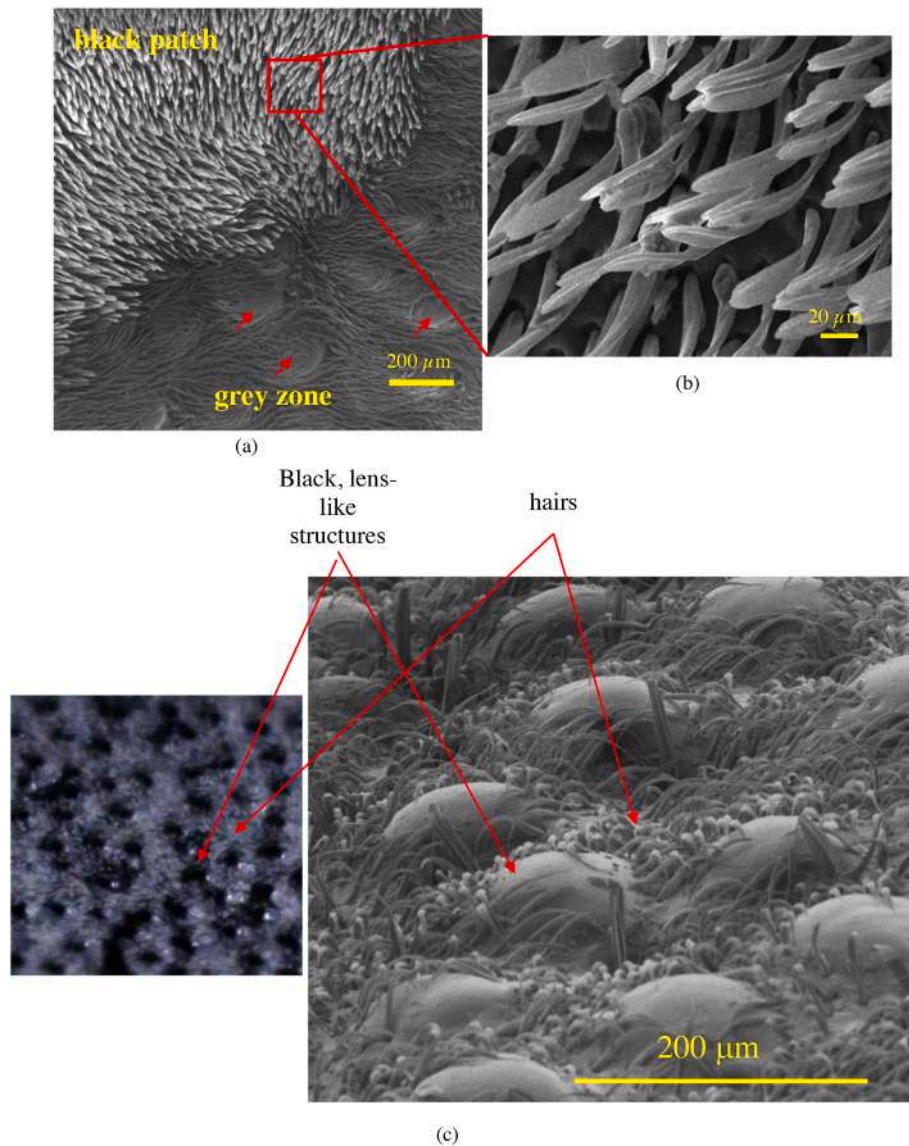 black patch
200 μm
grey zone
(a)
20 μm
(b)
Black, lens-
like
structures
hairs
200 μm
(c)